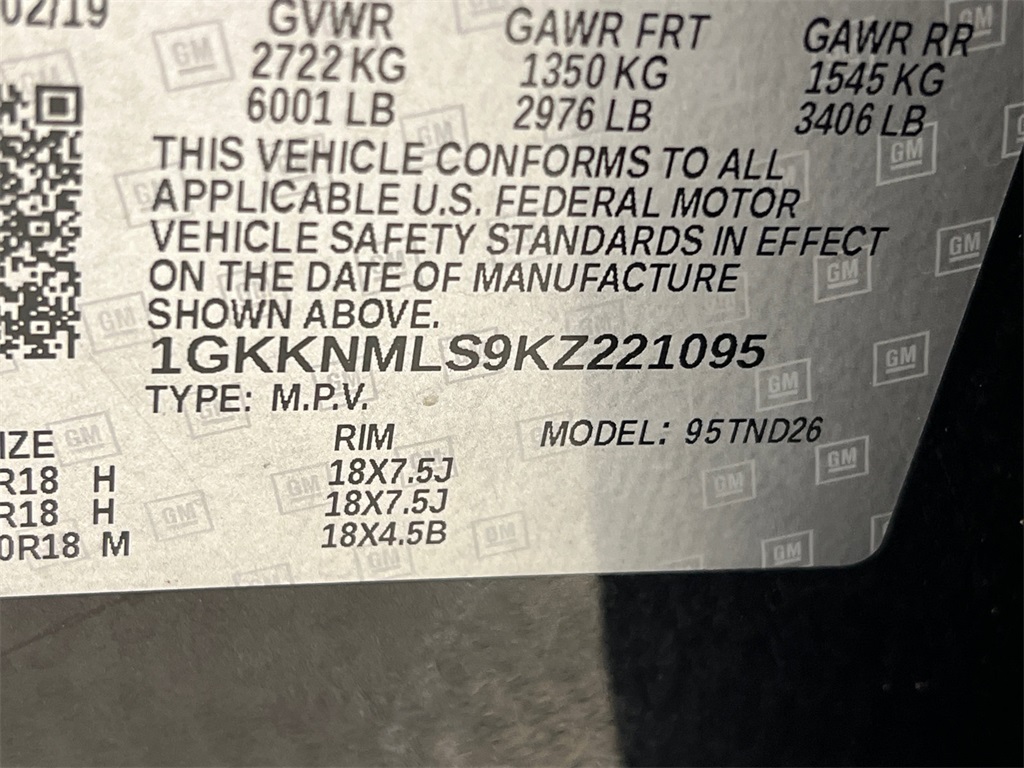 02/19 GVWR GAWR FRT GAWR RR
2722 KG 1350 KG 1545 KG
6001 LB 2976 LB 3406 LB
THIS VEHICLE CONFORMS TO ALL
APPLICABLE U.S. FEDERAL MOTOR
VEHICLE SAFETY STANDARDS IN EFFECT
ON THE DATE OF MANUFACTURE
SHOWN ABOVE.
1GKKNMLS9KZ221095
TYPE: M.P.V.
IZE RIM MODEL: 95TND26
R18 H 18X7.5J
R18 H 18X7.5J
0R18 M 18X4.5B